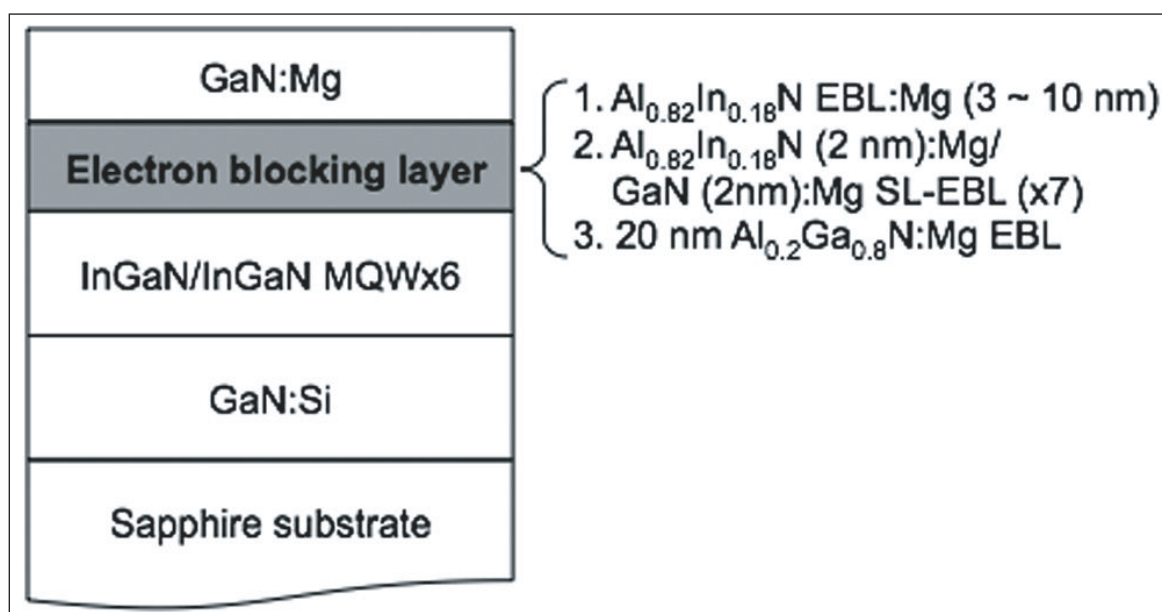 GaN:Mg
Electron blocking layer
InGaN/InGaN MQWx6
GaN:Si
Sapphire substrate
1. Al0.82In0.18N EBL:Mg (3 ~ 10 nm)
2. Al0.82In0.18N (2 nm):Mg/
GaN (2nm):Mg SL-EBL (x7)
3. 20 nm Al0.2Ga0.8N:Mg EBL